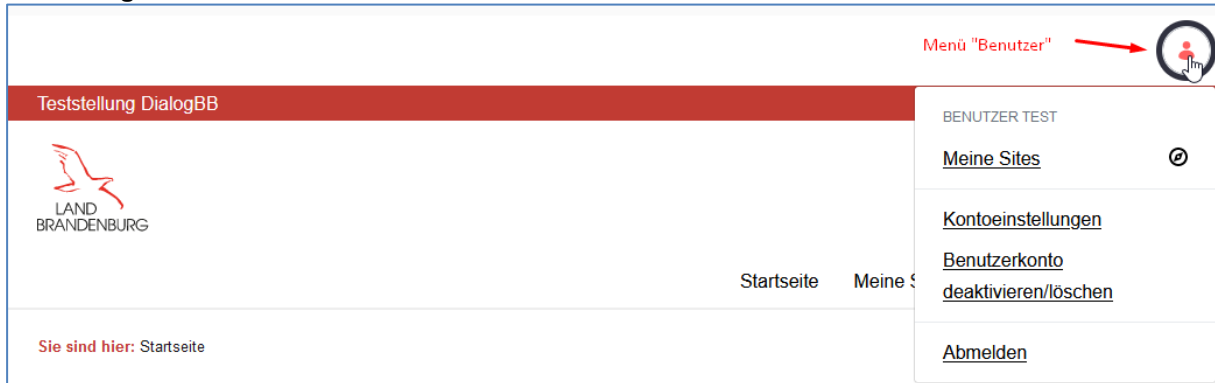 Menü "Benutzer"
Teststellung DialogBB
BENUTZER TEST
Meine Sites
LAND
BRANDENBURG
Kontoeinstellungen
Benutzerkonto
deaktivieren/löschen
Startseite Meine S
Sie sind hier: Startseite
Abmelden